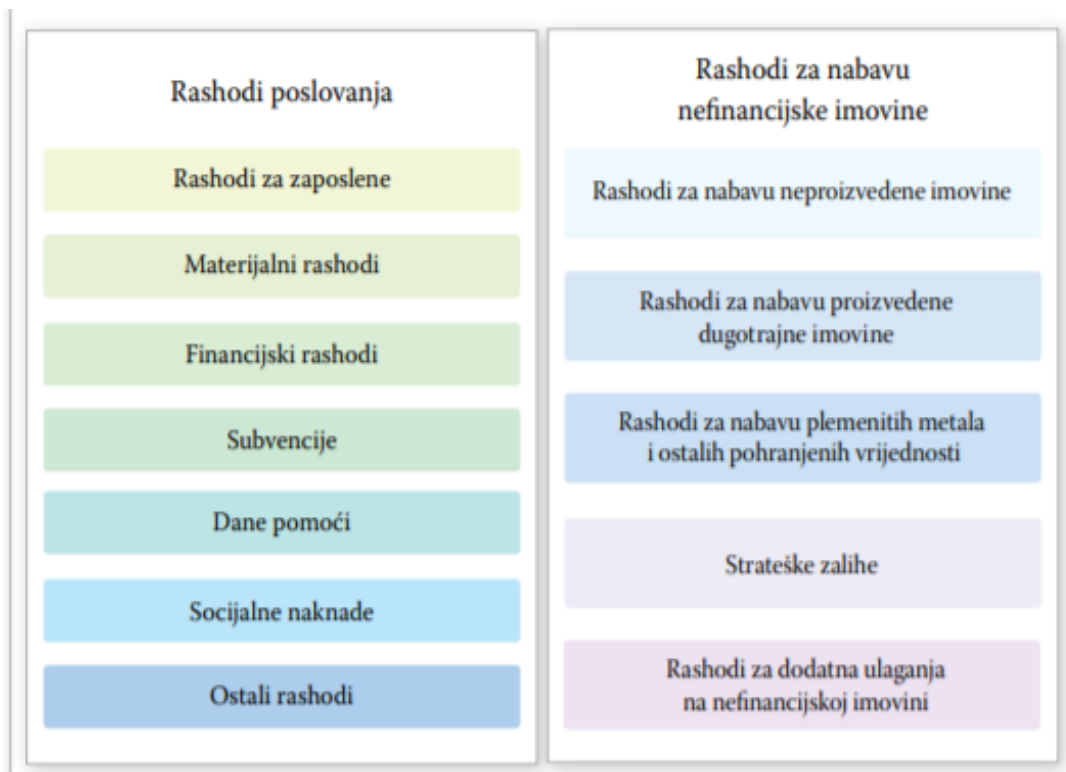 Rashodi poslovanja
Rashodi za zaposlene
Materijalni rashodi
Financijski rashodi
Subvencije
Dane pomoći
Socijalne naknade
Ostali rashodi
Rashodi za nabavu
nefinancijske imovine
Rashodi za nabavu neproizvedene imovine
Rashodi za nabavu proizvedene
dugotrajne imovine
Rashodi za nabavu plemenitih metala
i ostalih pohranjenih vrijednosti
Strateške zalihe
Rashodi za dodatna ulaganja
na nefinancijskoj imovini